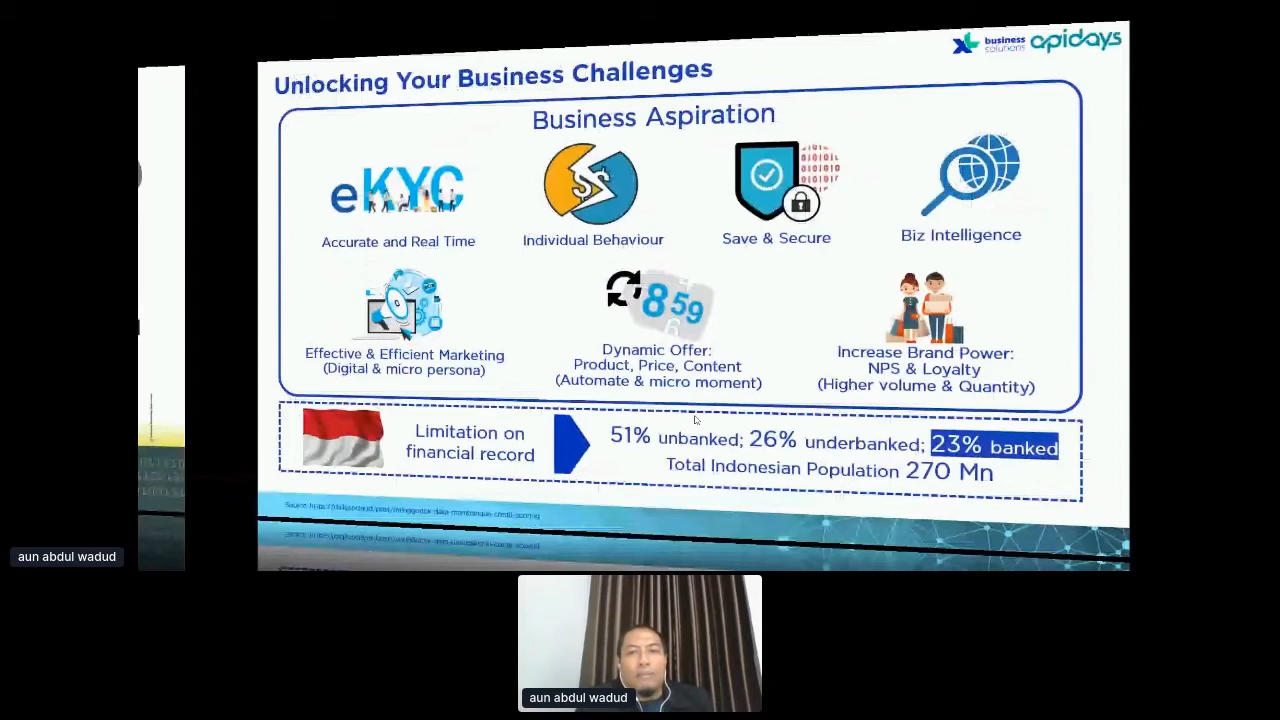 business
solutions
apidays
Unlocking Your Business Challenges
Business Aspiration
eKYC
Accurate and Real Time
Individual Behaviour
Save & Secure
Biz Intelligence
8 59
6
Effective & Efficient Marketing
(Digital & micro persona)
Dynamic Offer:
Product, Price, Content
(Automate & micro moment)
Increase Brand Power:
NPS & Loyalty
(Higher volume & Quantity)
Limitation on
financial record
51% unbanked; 26% underbanked; 23% banked
Total Indonesian Population 270 Mn
aun abdul wadud
aun abdul wadud